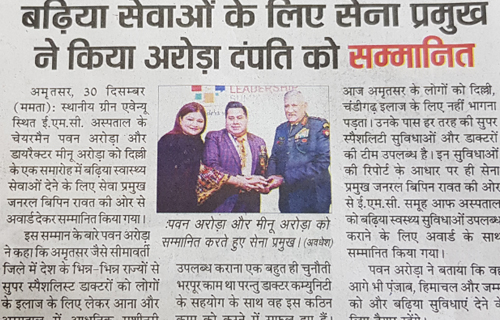 बढ़िया सेवाओं के लिए सेना प्रमुख
ने किया अरोड़ा दंपति को सम्मानित
अमृतसर, 30 दिसम्बर
(ममता): स्थानीय ग्रीन एवेन्यू
स्थित ई.एम.सी. अस्पताल के
चेयरमैन पवन अरोड़ा और
डायरैक्टर मीनू अरोड़ा को दिल्ली
के एक समारोह में बढ़िया स्वास्थ्य
सेवाओं देने के लिए सेवा प्रमुख
जनरल बिपिन रावत की ओर से
अवार्ड देकर सम्मानित किया गया।
इस सम्मान के बारे पवन अरोड़ा
ने कहा कि अमृतसर जैसे सीमावर्ती
जिले में देश के भिन्न-भिन्न राज्यों से
सुपर स्पैशलिस्ट डाक्टरों को लेकर
लोगों के इलाज के लिए लेकर आना और
LEADERSHIP
पवन अरोड़ा और मीनू अरोड़ा को
सम्मानित करते हुए सेना प्रमुख। (अवधेश)
उपलब्ध कराना एक बहुत ही चुनौती
भरपूर काम था परन्तु डाक्टर कम्युनिटी
के सहयोग के साथ वह इस कठिन
आज अमृतसर के लोगों को दिल्ली,
चंडीगढ़ इलाज के लिए नहीं भागना
पड़ता। उनके पास हर तरह की सुपर
स्पैशलिटी सुविधाओं और डाक्टरों
की टीम उपलब्ध है। इन सुविधाओं
की रिपोर्ट के आधार पर ही सेना
प्रमुख जनरल बिपिन रावत की ओर
से ई.एम.सी. समूह आफ अस्पताल
को बढ़िया स्वस्थ्य सुविधाओं उपलब्ध
कराने के लिए अवार्ड के साथ
सम्मानित किया गया।
पवन अरोड़ा ने बताया कि वह
आगे भी पंजाब, हिमाचल और जम्मू
को और बढ़िया सुविधाएं देने के